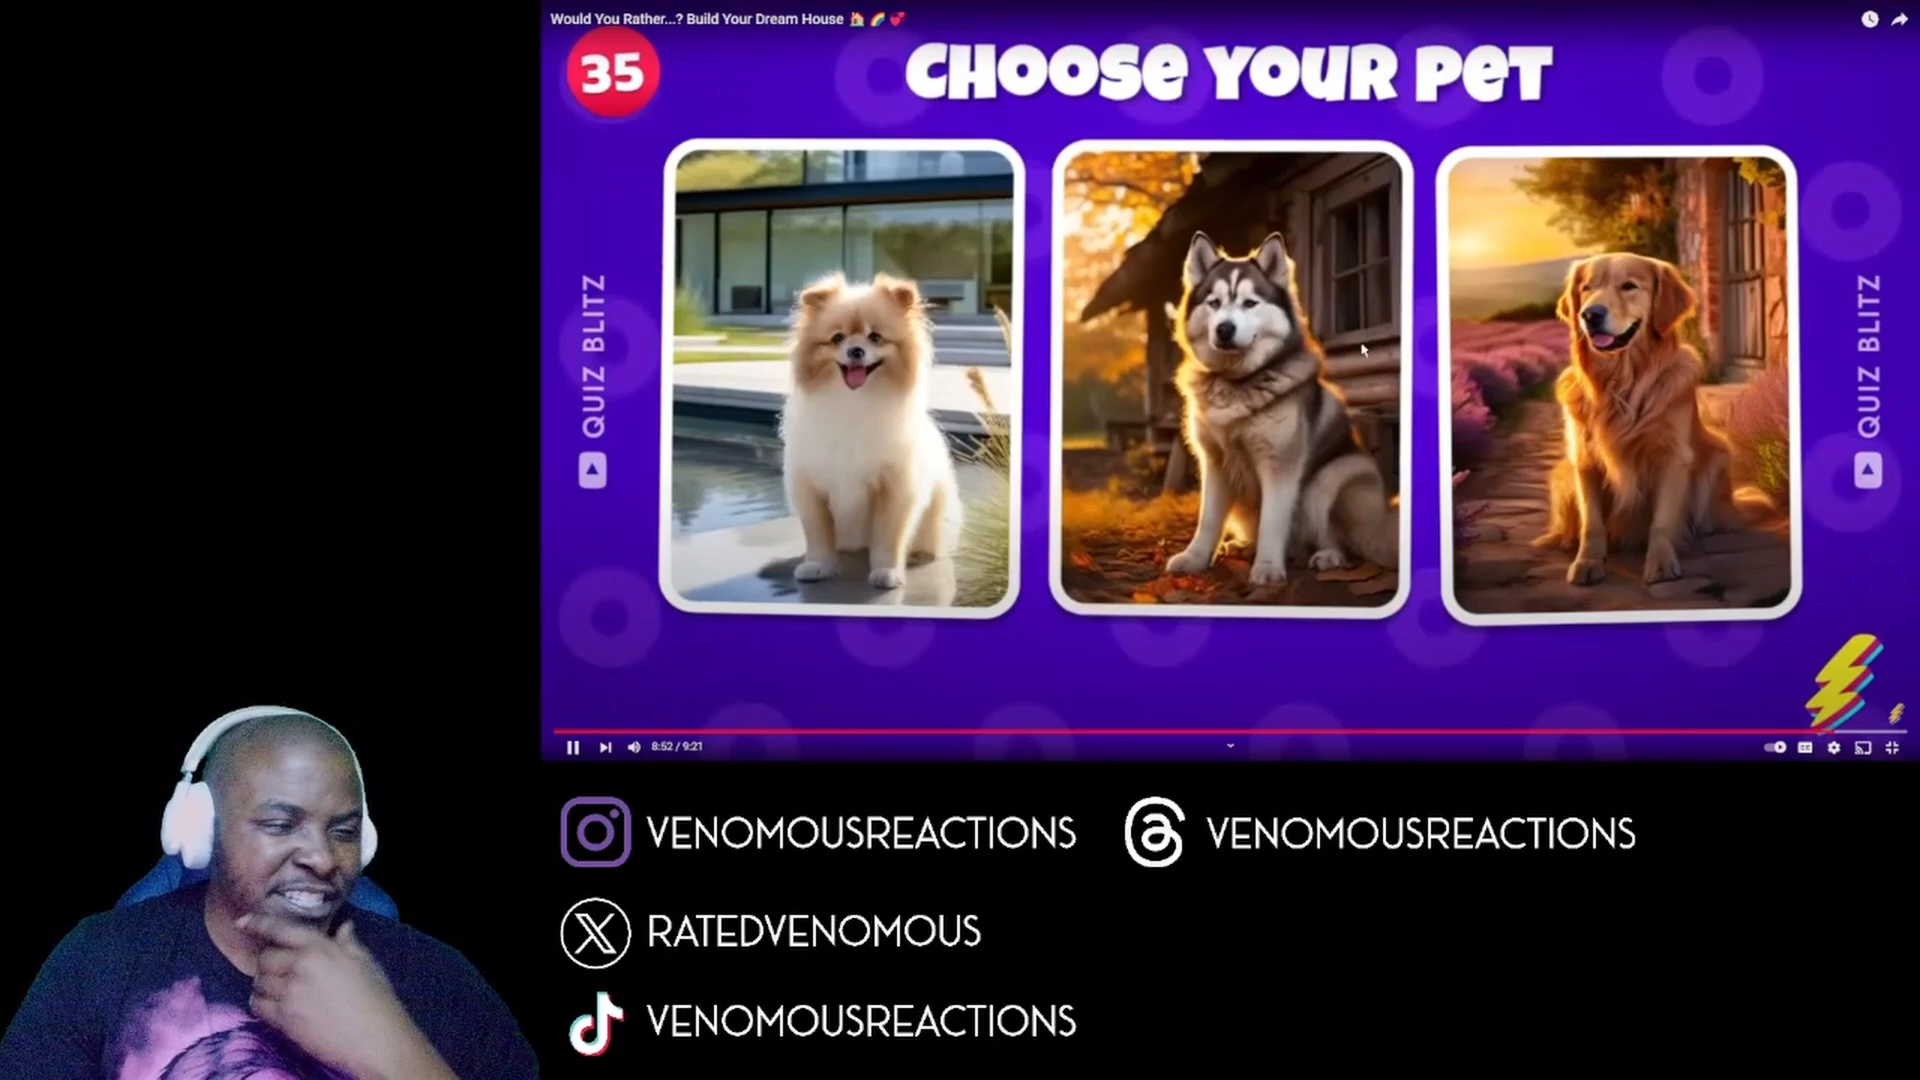 Would You Rather...? Build Your Dream House 🏠 🌈 💞
35
CHOOSE YOUR PET
QUIZ BLITZ
QUIZ BLITZ
8:52 / 9:21
VENOMOUSREACTIONS
VENOMOUSREACTIONS
RATEDVENOMOUS
VENOMOUSREACTIONS